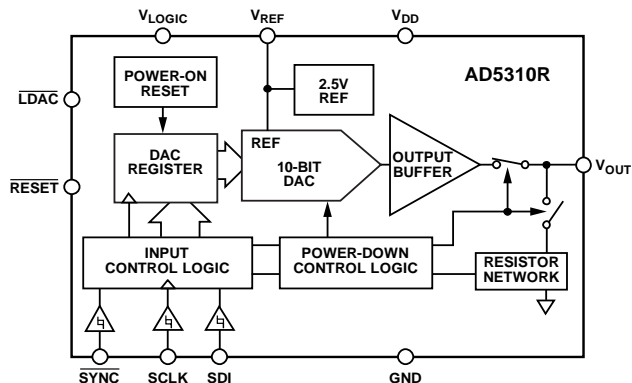 VLOGIC
VREF
VDD
AD5310R
LDAC
POWER-ON
RESET
2.5V
REF
RESET
DAC
REGISTER
REF
10-BIT
DAC
OUTPUT
BUFFER
VOUT
INPUT
CONTROL LOGIC
POWER-DOWN
CONTROL LOGIC
RESISTOR
NETWORK
SYNC
SCLK
SDI
GND